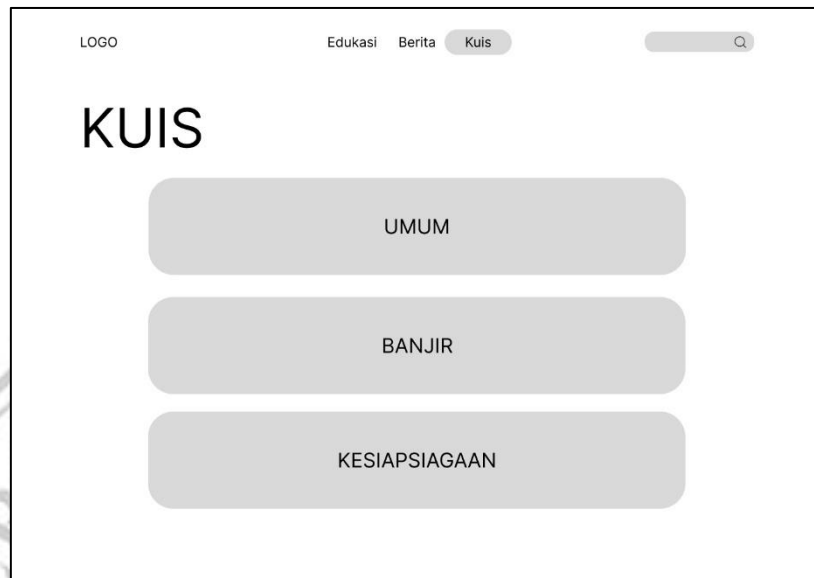 LOGO Edukasi Berita Kuis
KUIS
UMUM
BANJIR
KESIAPSIAGAAN